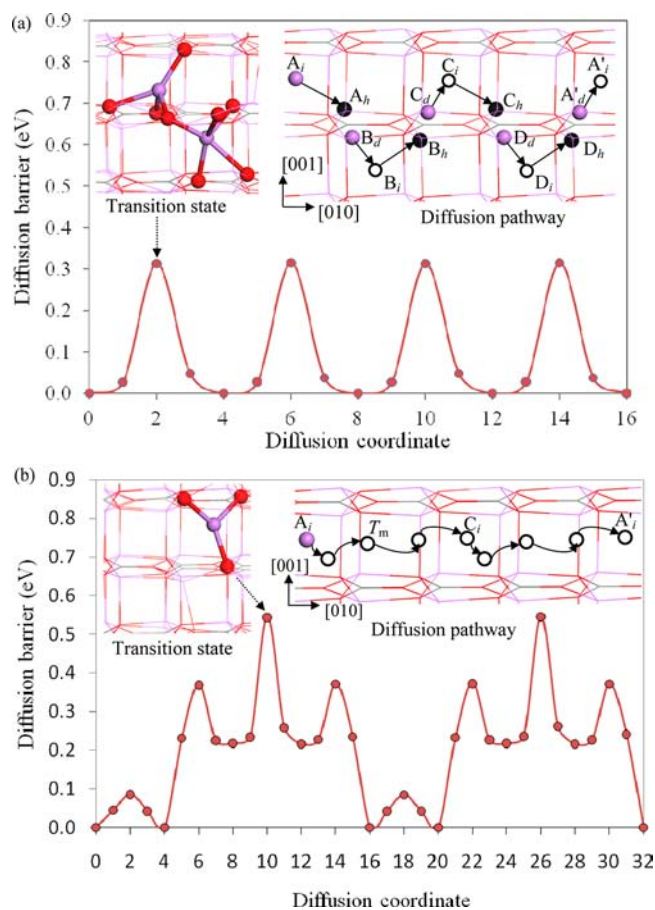 (a)
Diffusion barrier (eV)
0.9
0.8
0.7
0.6
0.5
0.4
0.3
0.2
0.1
0.0
Transition state
A𝑖
A𝘩
B𝑑
B𝑖
B𝘩
C𝑑
C𝑖
C𝘩
D𝑑
D𝑖
D𝘩
A'𝑑
A'𝑖
[001]
[010]
Diffusion pathway
0 2 4 6 8 10 12 14 16
Diffusion coordinate
(b)
Diffusion barrier (eV)
0.9
0.8
0.7
0.6
0.5
0.4
0.3
0.2
0.1
0.0
Transition state
A𝑖
Tm
C𝑖
A'𝑖
[001]
[010]
Diffusion pathway
0 2 4 6 8 10 12 14 16 18 20 22 24 26 28 30 32
Diffusion coordinate